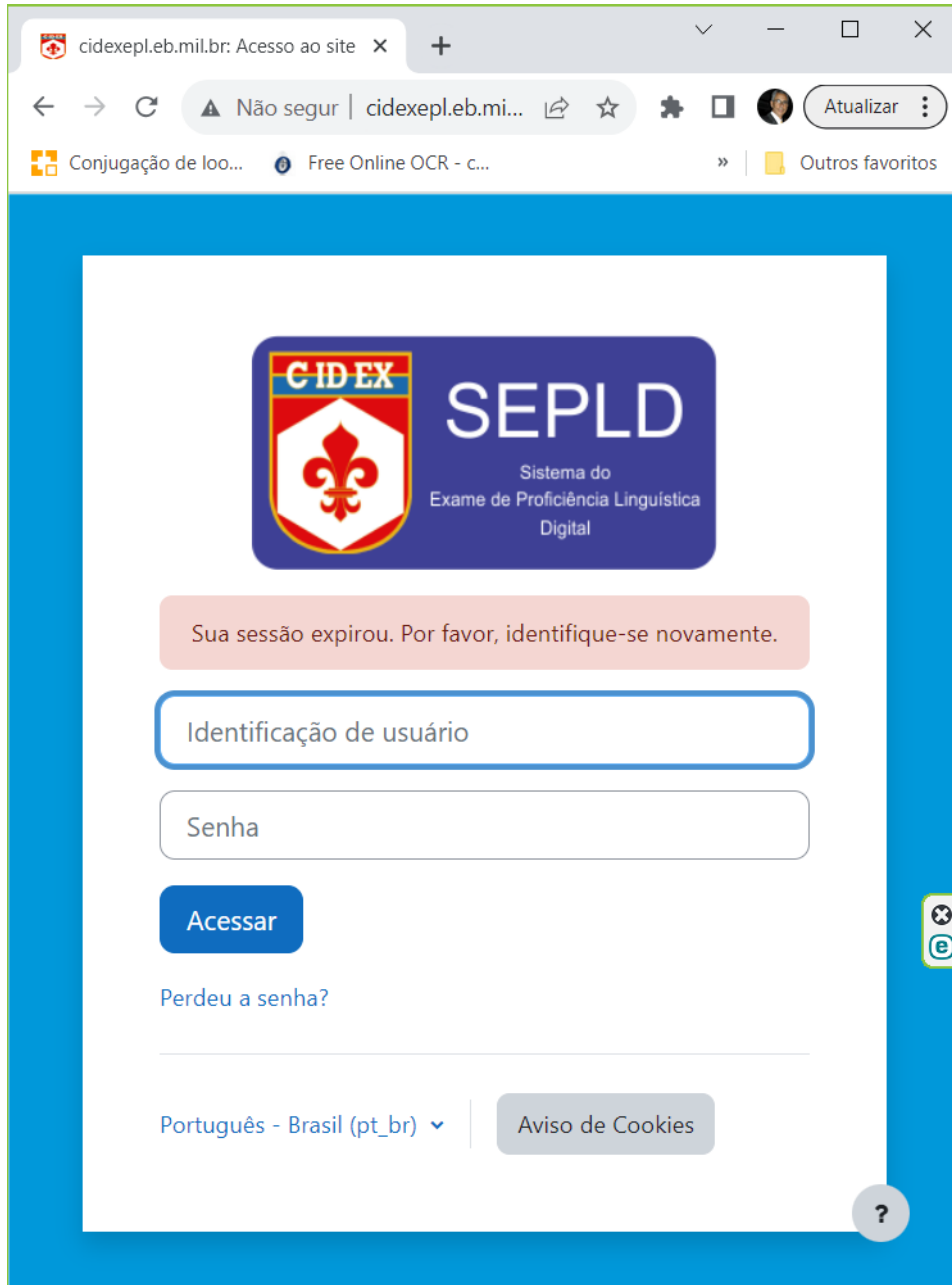 cidexepl.eb.mil.br: Acesso ao site
Não segur cidexepl.eb.mi... Atualizar
Conjugação de loo... Free Online OCR - c... » Outros favoritos
CIDEX
SEPLD
Sistema do
Exame de Proficiência Linguística
Digital
Sua sessão expirou. Por favor, identifique-se novamente.
Identificação de usuário
Senha
Acessar
e
Perdeu a senha?
Português - Brasil (pt_br) Aviso de Cookies
?